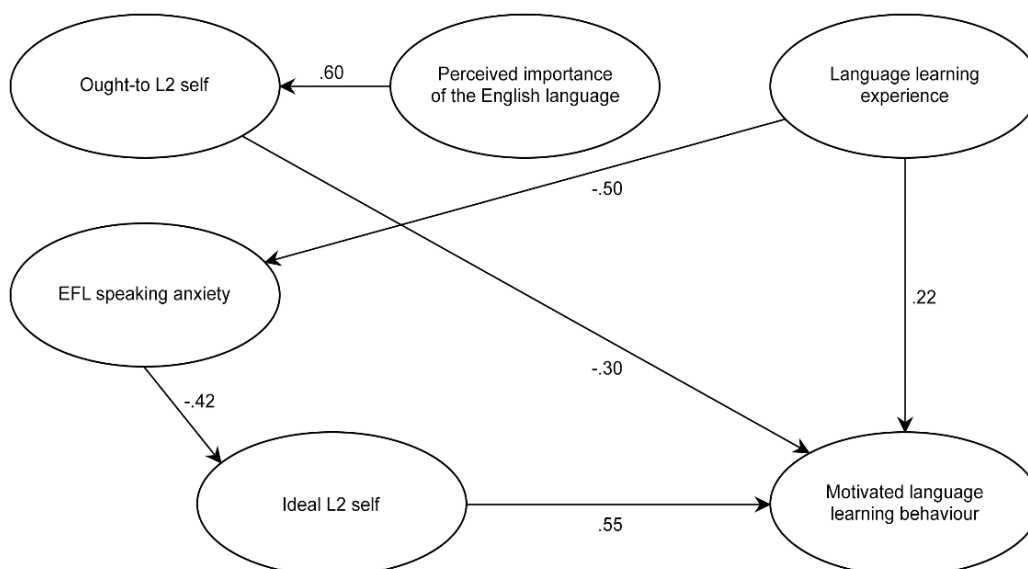 Ought-to L2 self
.60
Perceived importance
of the English language
Language learning
experience
-.50
EFL speaking anxiety
.22
-.30
-.42
Ideal L2 self
.55
Motivated language
learning behaviour